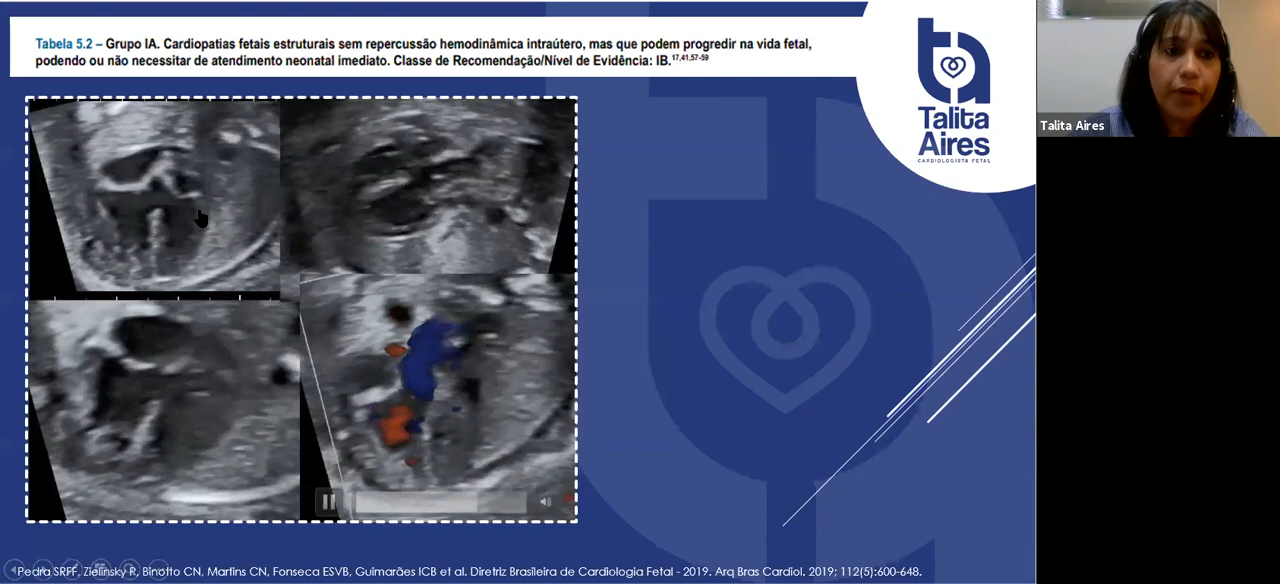 Tabela 5.2 – Grupo IA. Cardiopatias fetais estruturais sem repercussão hemodinâmica intraútero, mas que podem progredir na vida fetal,
podendo ou não necessitar de atendimento neonatal imediato. Classe de Recomendação/Nível de Evidência: IB.17,41,57-59
ta
Talita
Aires
CARDIOLOGISTA FETAL
Talita Aires
Pedra SRFF, Zielinsky R, Binotto CN, Martins CN, Fonseca ESVB, Guimarães ICB et al. Diretriz Brasileira de Cardiologia Fetal - 2019. Arq Bras Cardiol. 2019; 112(5):600-648.